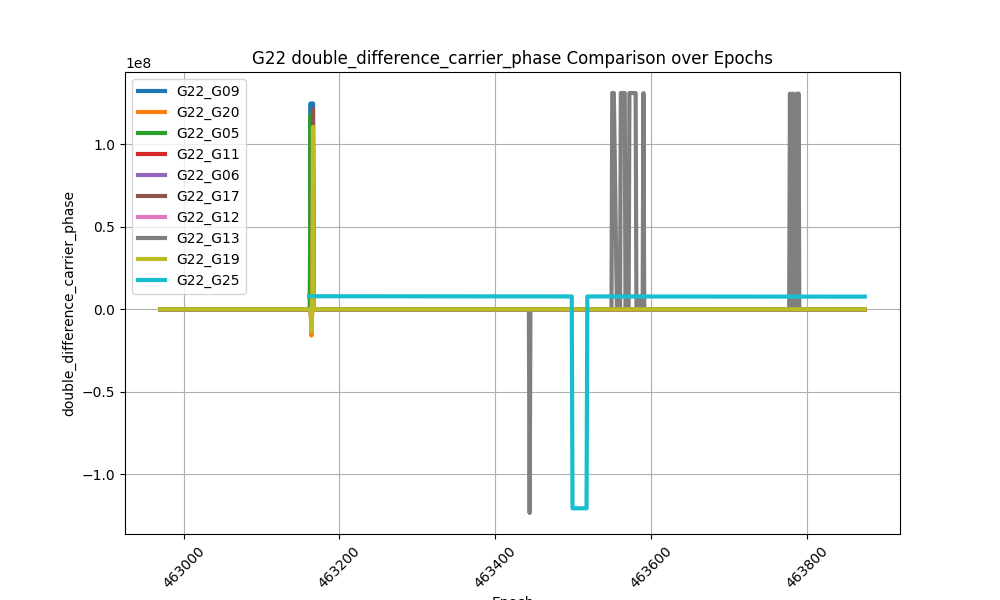 G22 double_difference_carrier_phase Comparison over Epochs
1e8
G22_G09
G22_G20
G22_G05
G22_G11
G22_G06
G22_G17
G22_G12
G22_G13
G22_G19
G22_G25
1.0
0.5
0.0
−0.5
−1.0
double_difference_carrier_phase
463000
463200
463400
463600
463800
Epoch